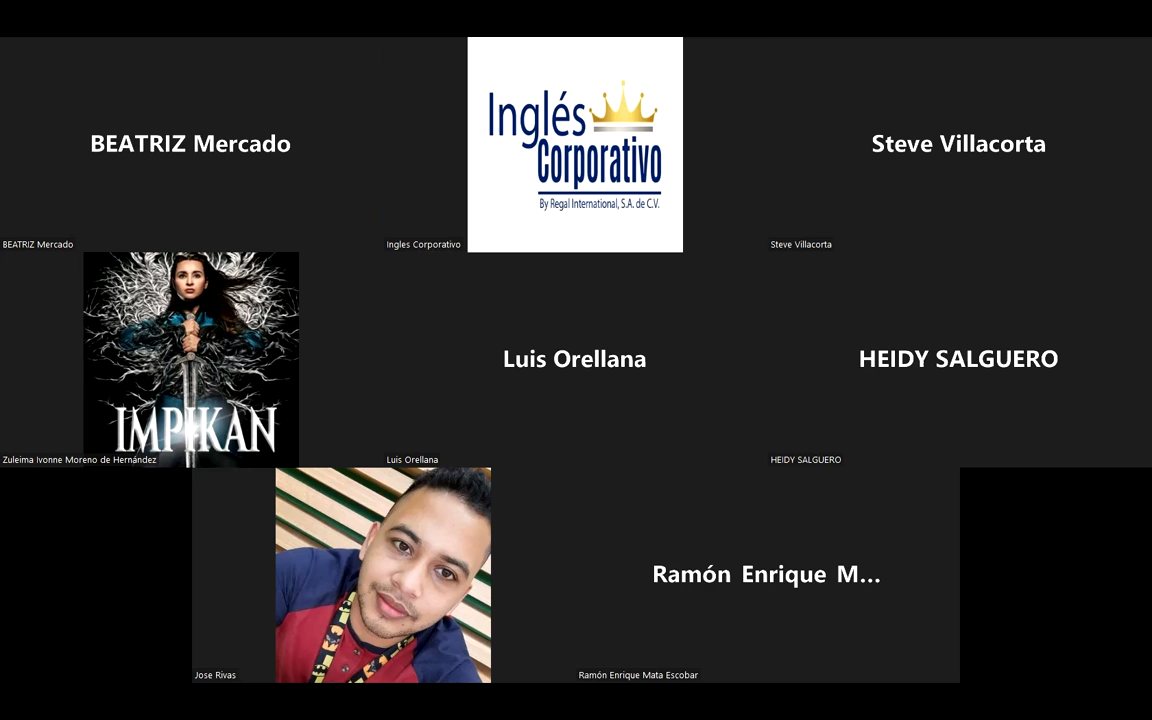 BEATRIZ Mercado
BEATRIZ Mercado
Inglés
Corporativo
By Regal International, S.A. de C.V.
Ingles Corporativo
Steve Villacorta
Steve Villacorta
IMPIKAN
Zuleima Ivonne Moreno de Hernández
Luis Orellana
Luis Orellana
HEIDY SALGUERO
HEIDY SALGUERO
Jose Rivas
Ramón Enrique M...
Ramón Enrique Mata Escobar